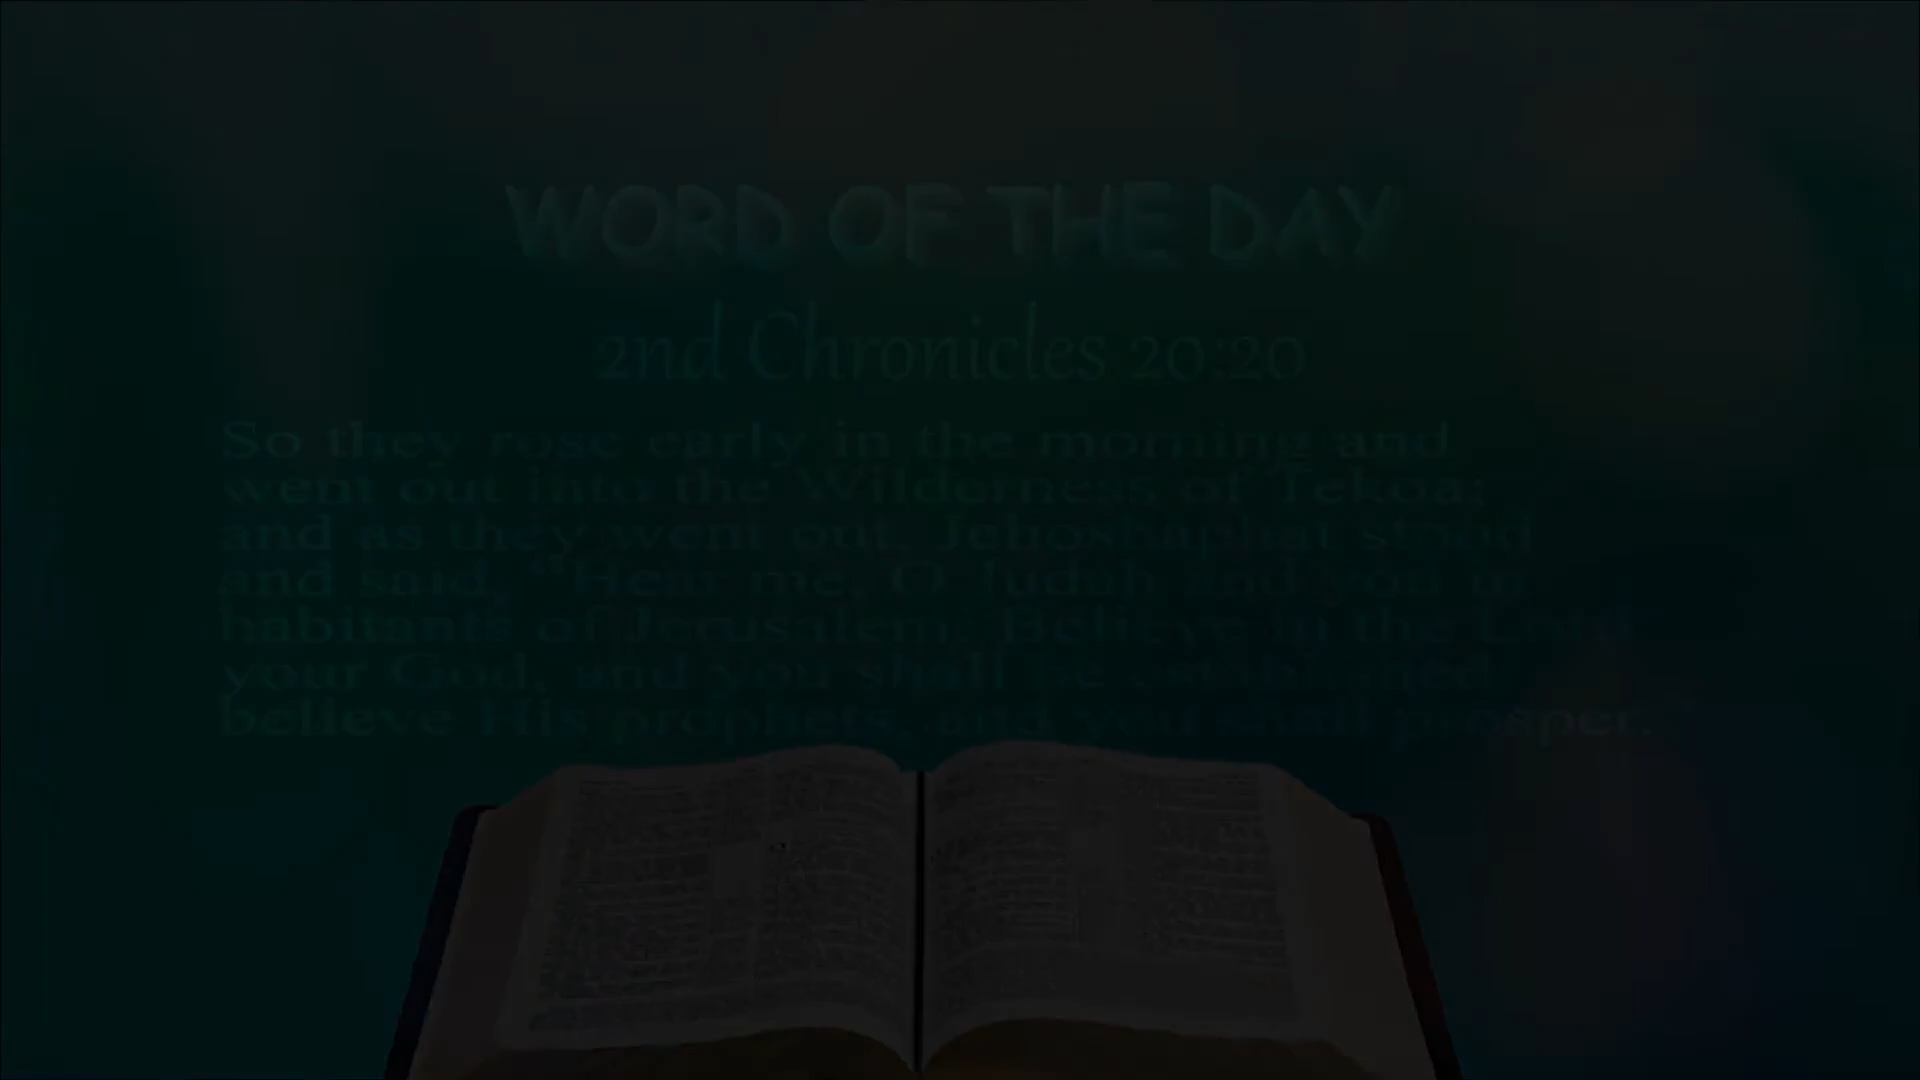 WORD OF THE DAY
2nd Chronicles 20:20
So they rose early in the morning and
went out into the Wilderness of Tekoa;
and as they went out, Jehoshaphat stood
and said, "Hear me, O Judah and you in
habitants of Jerusalem: Believe in the Lord
your God, and you shall be established
believe His prophets, and you shall prosper.